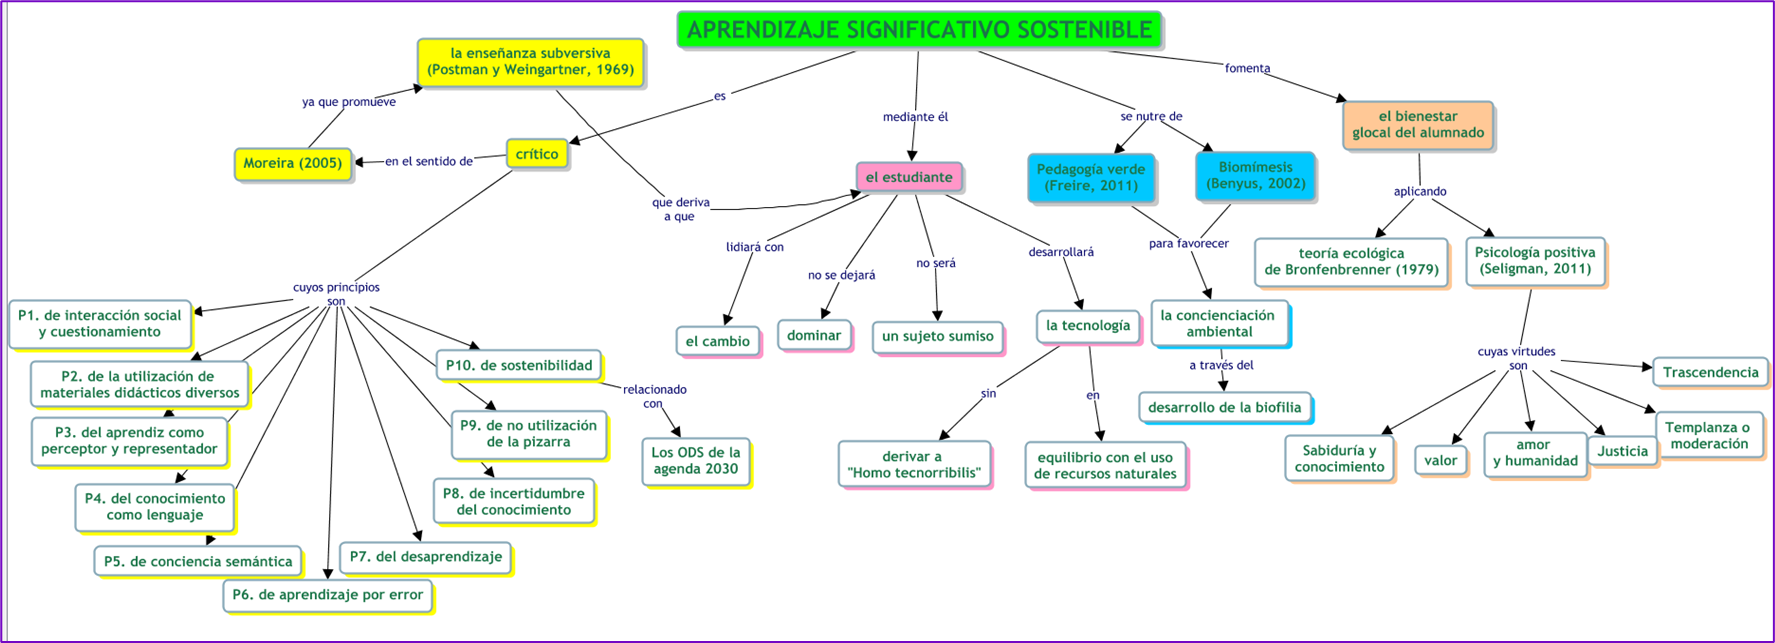 APRENDIZAJE SIGNIFICATIVO SOSTENIBLE
la enseñanza subversiva
(Postman y Weingartner, 1969)
fomenta
ya que promueve
es
mediante él
se nutre de
el bienestar
glocal del alumnado
Moreira (2005)
en el sentido de
crítico
el estudiante
Pedagogía verde
(Freire, 2011)
Biomímesis
(Benyus, 2002)
aplicando
que deriva
a que
lidiará con
no se dejará
no será
desarrollará
para favorecer
teoría ecológica
de Bronfenbrenner (1979)
Psicología positiva
(Seligman, 2011)
cuyos principios
son
P1. de interacción social
y cuestionamiento
P2. de la utilización de
materiales didácticos diversos
P3. del aprendiz como
perceptor y representador
P4. del conocimiento
como lenguaje
P5. de conciencia semántica
P6. de aprendizaje por error
P7. del desaprendizaje
P8. de incertidumbre
del conocimiento
P9. de no utilización
de la pizarra
P10. de sostenibilidad
relacionado
con
Los ODS de la
agenda 2030
el cambio
dominar
un sujeto sumiso
la tecnología
sin
en
derivar a
"Homo tecnorribilis"
equilibrio con el uso
de recursos naturales
la concienciación
ambiental
a través del
desarrollo de la biofilia
cuyas virtudes
son
Trascendencia
Sabiduría y
conocimiento
valor
amor
y humanidad
Justicia
Templanza o
moderación